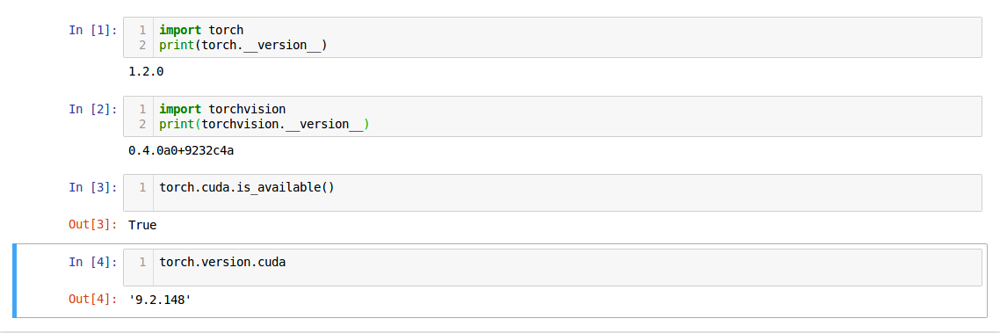 In [1]: 1 import torch
2 print(torch.__version__)
1.2.0
In [2]: 1 import torchvision
2 print(torchvision.__version__)
0.4.0a0+9232c4a
In [3]: 1 torch.cuda.is_available()
Out[3]: True
In [4]: 1 torch.version.cuda
Out[4]: '9.2.148'